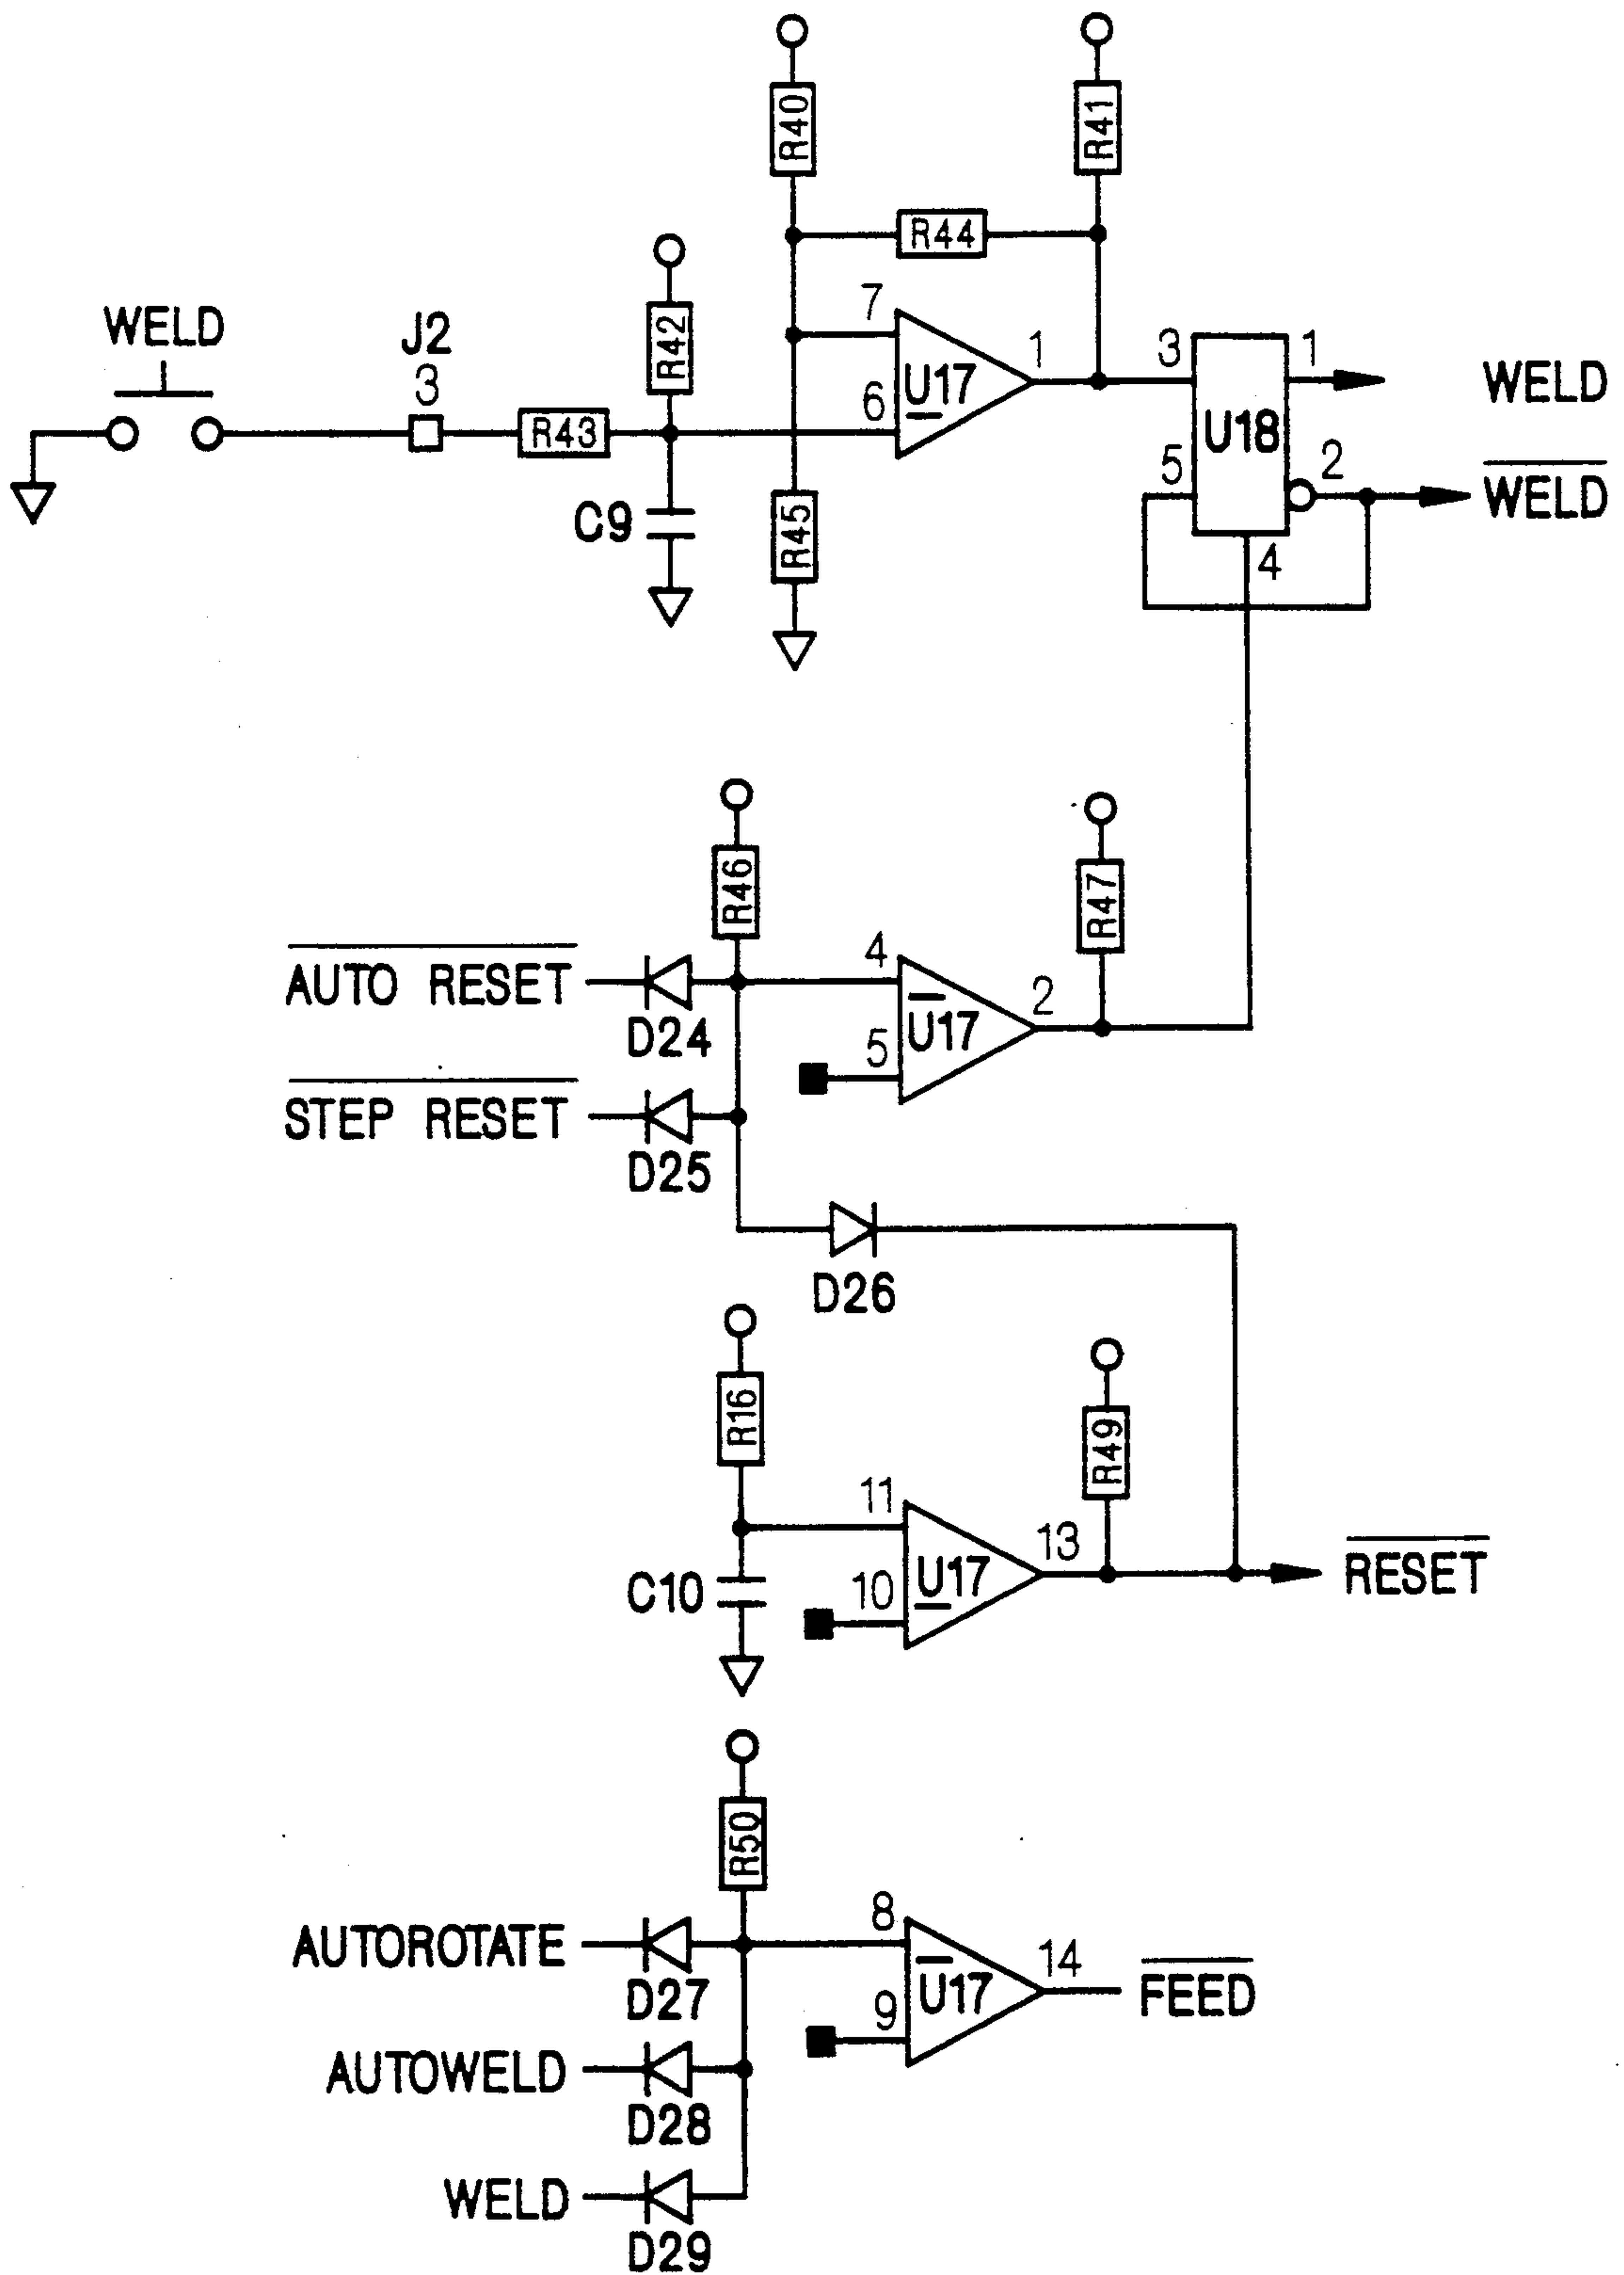 R40
R41
R44
R42
WELD
J2
3
7
6
U17
1
3
5
U18
1
WELD
2
WELD
4
R43
C9
R45
R46
R47
AUTO RESET
D24
4
5
U17
2
STEP RESET
D25
D26
R16
R49
11
10
U17
13
RESET
C10
R50
AUTOROTATE
D27
8
9
U17
14
FEED
AUTOWELD
D28
WELD
D29